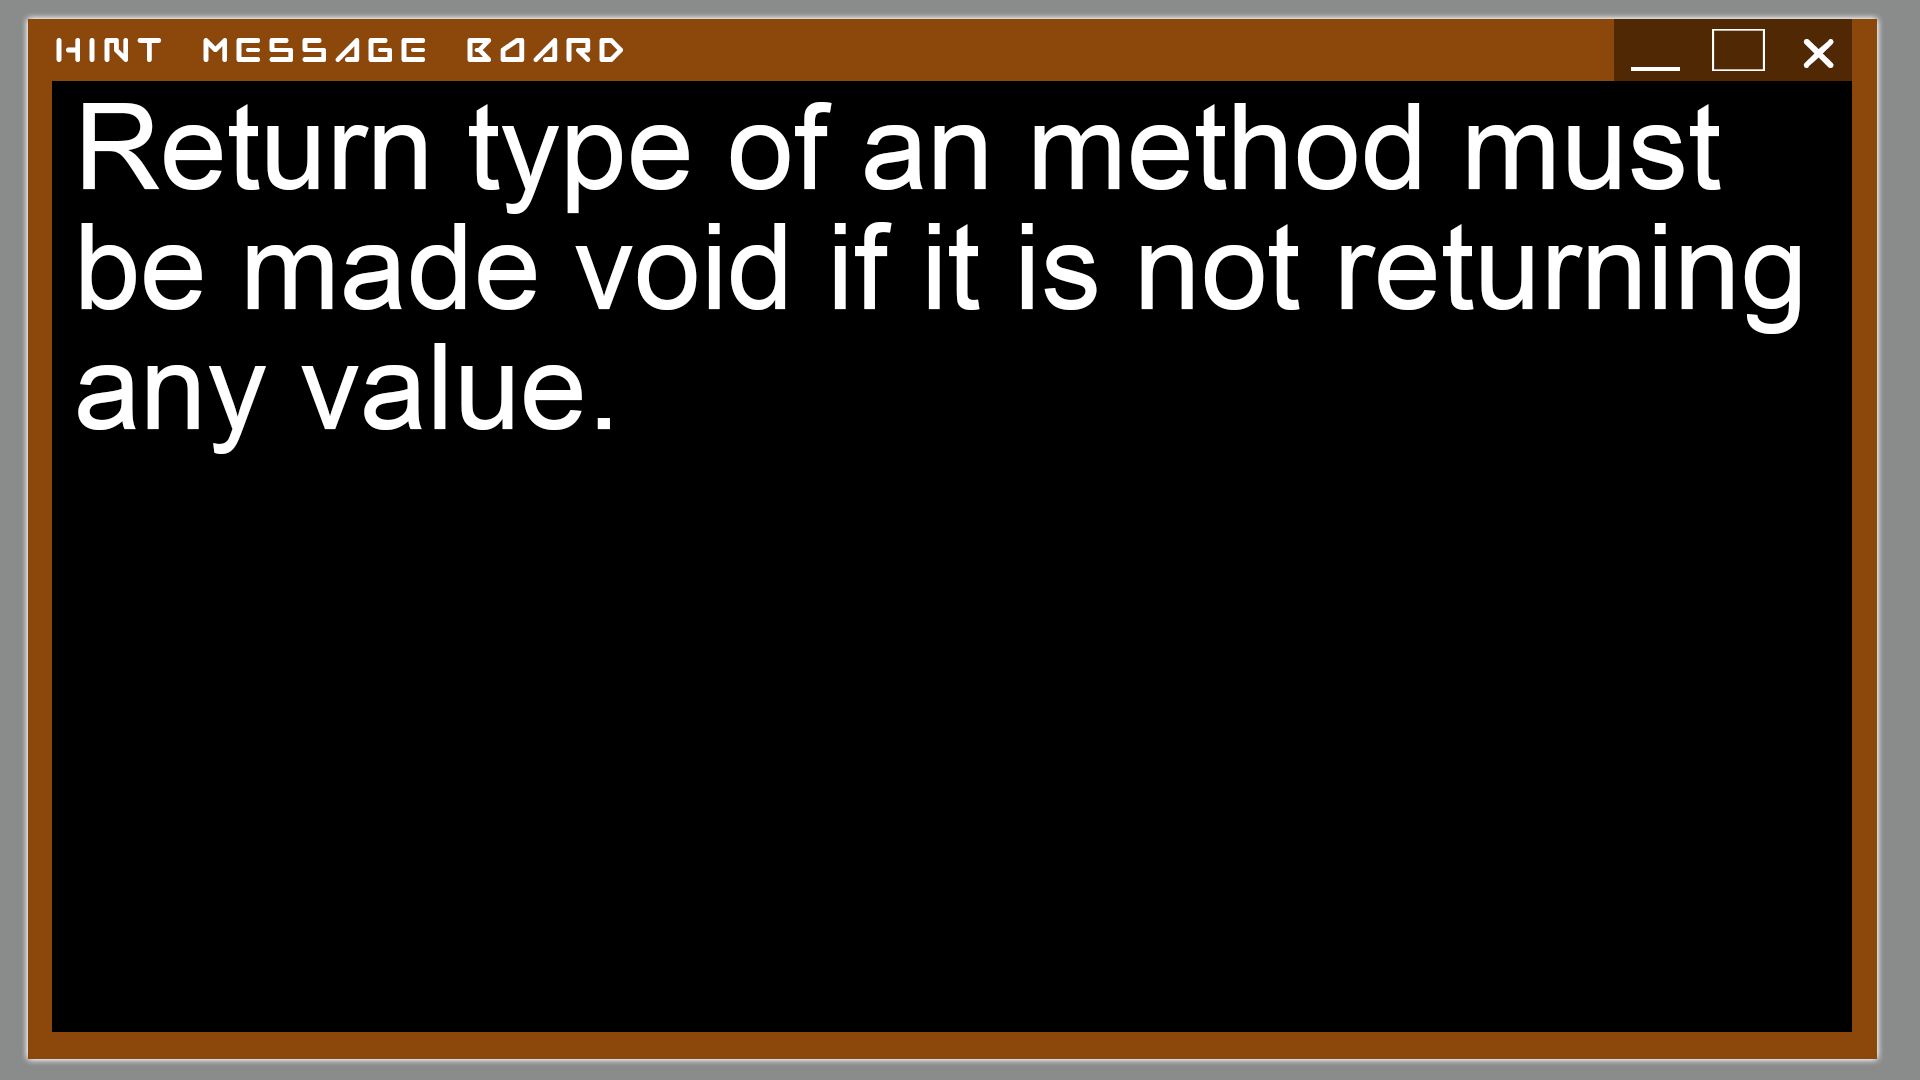 HINT MESSAGE BOARD
Return type of an method must
be made void if it is not returning
any value.